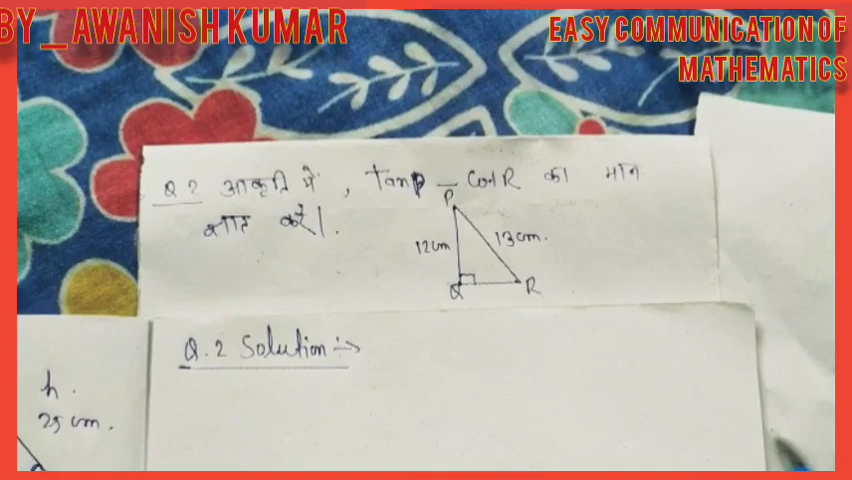 BY_ AWANISH KUMAR
EASY COMMUNICATION OF
MATHEMATICS
Q.2 आकृति में, tanP - cotR का मान
ज्ञात करें।.
P
12cm
13cm.
Q
R
Q.2 Solution :->
h.
25 cm.